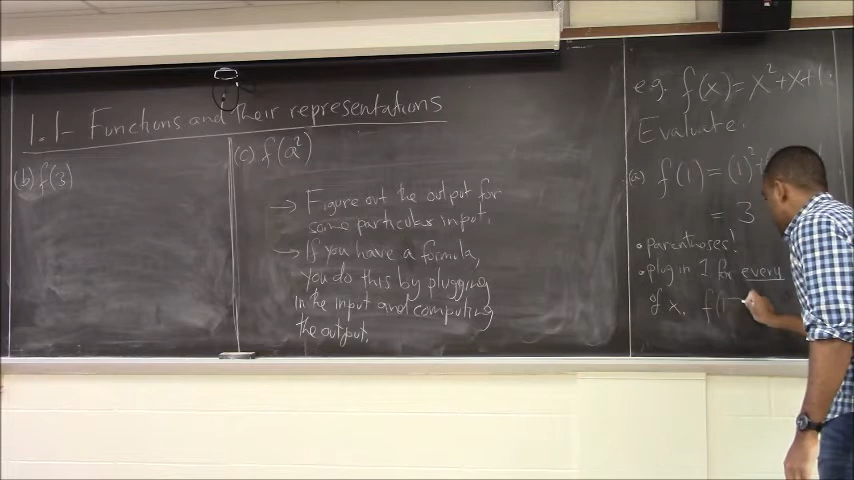 1.1 - Functions and their representations
(b) f(3)
(c) f(a²)
→ Figure out the output for
some particular input.
→ If you have a formula,
you do this by plugging
in the input and computing
the output.
e.g. f(x) = x² + x + 1.
Evaluate.
(a) f(1) = (1)² +
= 3
• parentheses!
• plug in 1 for every
of x, f(